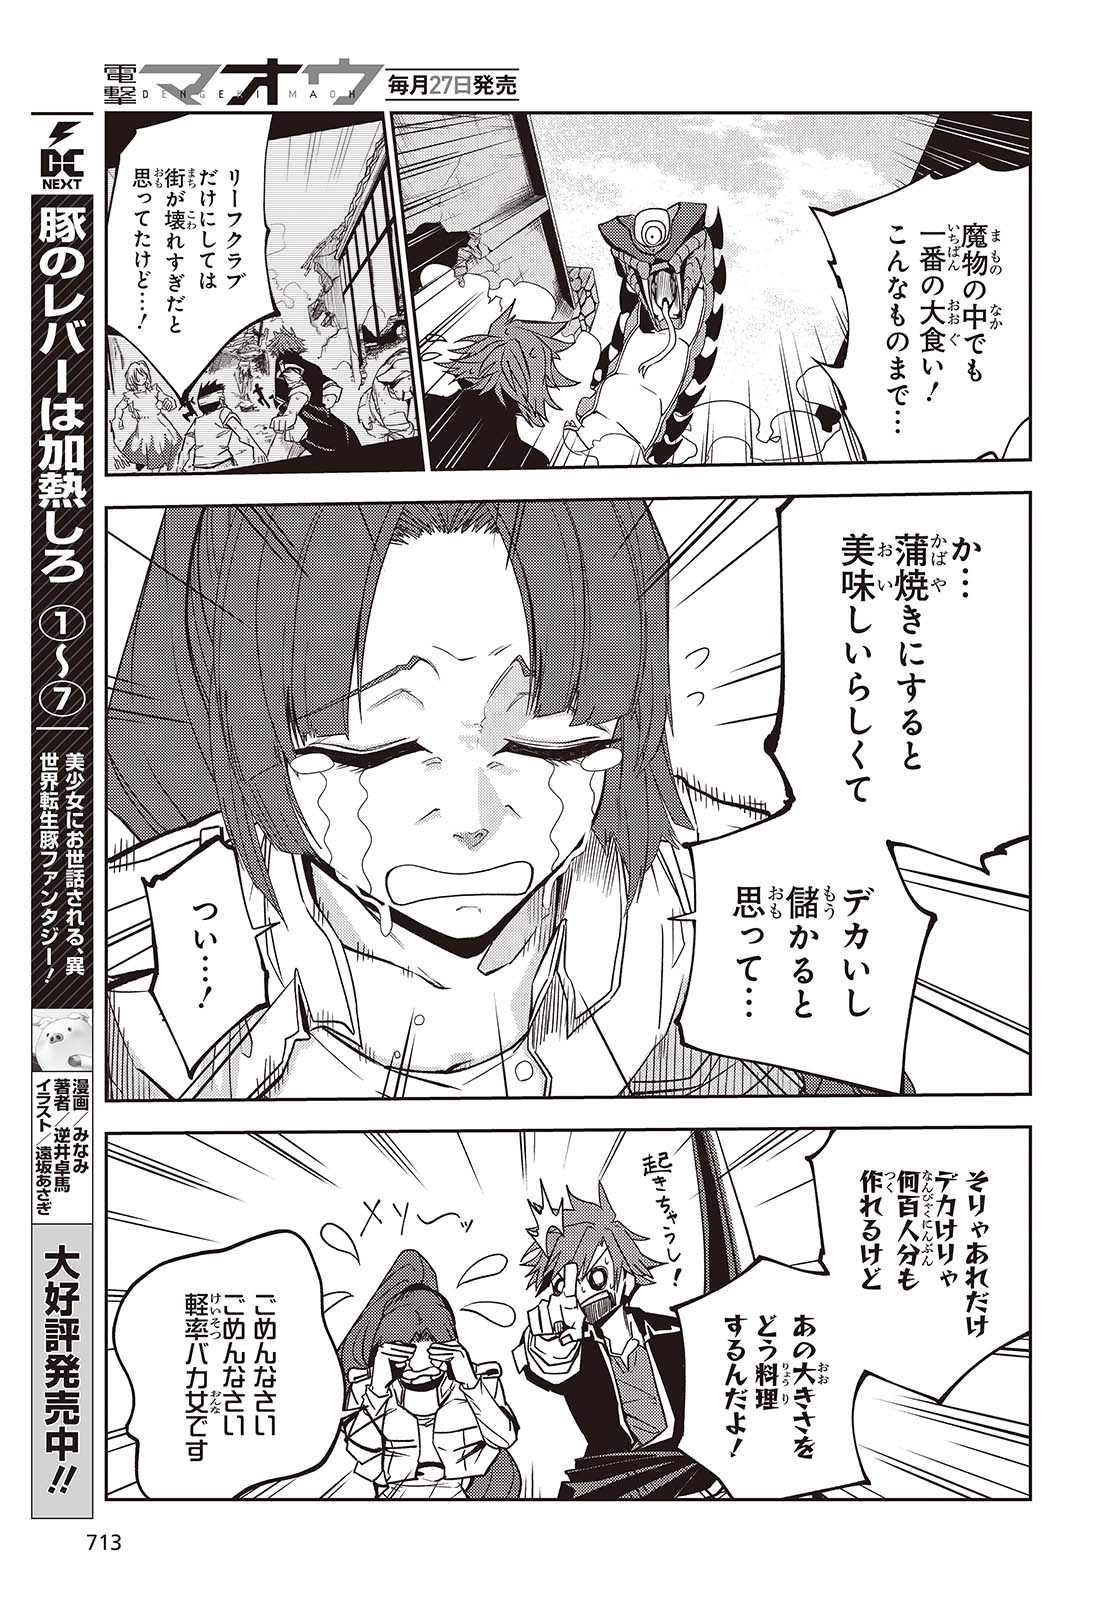 電撃マオウ
DENGEKI MAOH
毎月27日発売
魔物の中でも
一番の大食い!
こんなものまで…
リーフクラブ
だけにしては
街が壊れすぎだと
思ってたけど…!
か…
蒲焼きにすると
美味しいらしくて
デカいし
儲かると
思って…
つい…!
そりゃあれだけ
デカけりゃ
何百人分も
作れるけど
あの大きさを
どう料理
するんだよ!
起きちゃうし!
メソ〜
ごめんなさい
ごめんなさい
軽率バカ女です
DC
NEXT
豚のレバーは加熱しろ ①〜⑦
美少女にお世話される、異
世界転生豚ファンタジー!
漫画/みなみ
著者/逆井卓馬
イラスト/遠坂あさぎ
大好評発売中!!
713